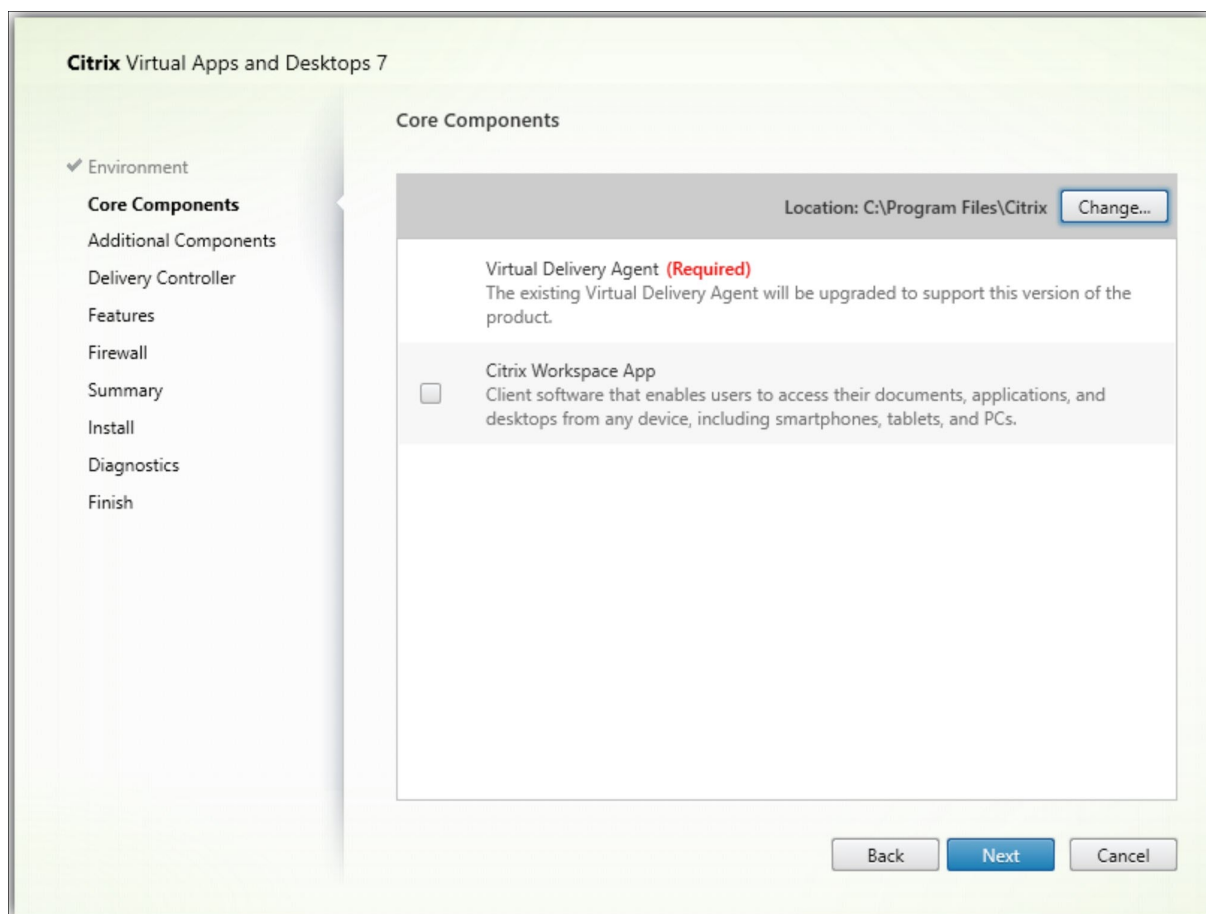 Citrix Virtual Apps and Desktops 7
Core Components
Environment
Core Components
Additional Components
Delivery Controller
Features
Firewall
Summary
Install
Diagnostics
Finish
Location: C:\Program Files\Citrix
Change...
Virtual Delivery Agent (Required)
The existing Virtual Delivery Agent will be upgraded to support this version of the
product.
Citrix Workspace App
Client software that enables users to access their documents, applications, and
desktops from any device, including smartphones, tablets, and PCs.
Back
Next
Cancel